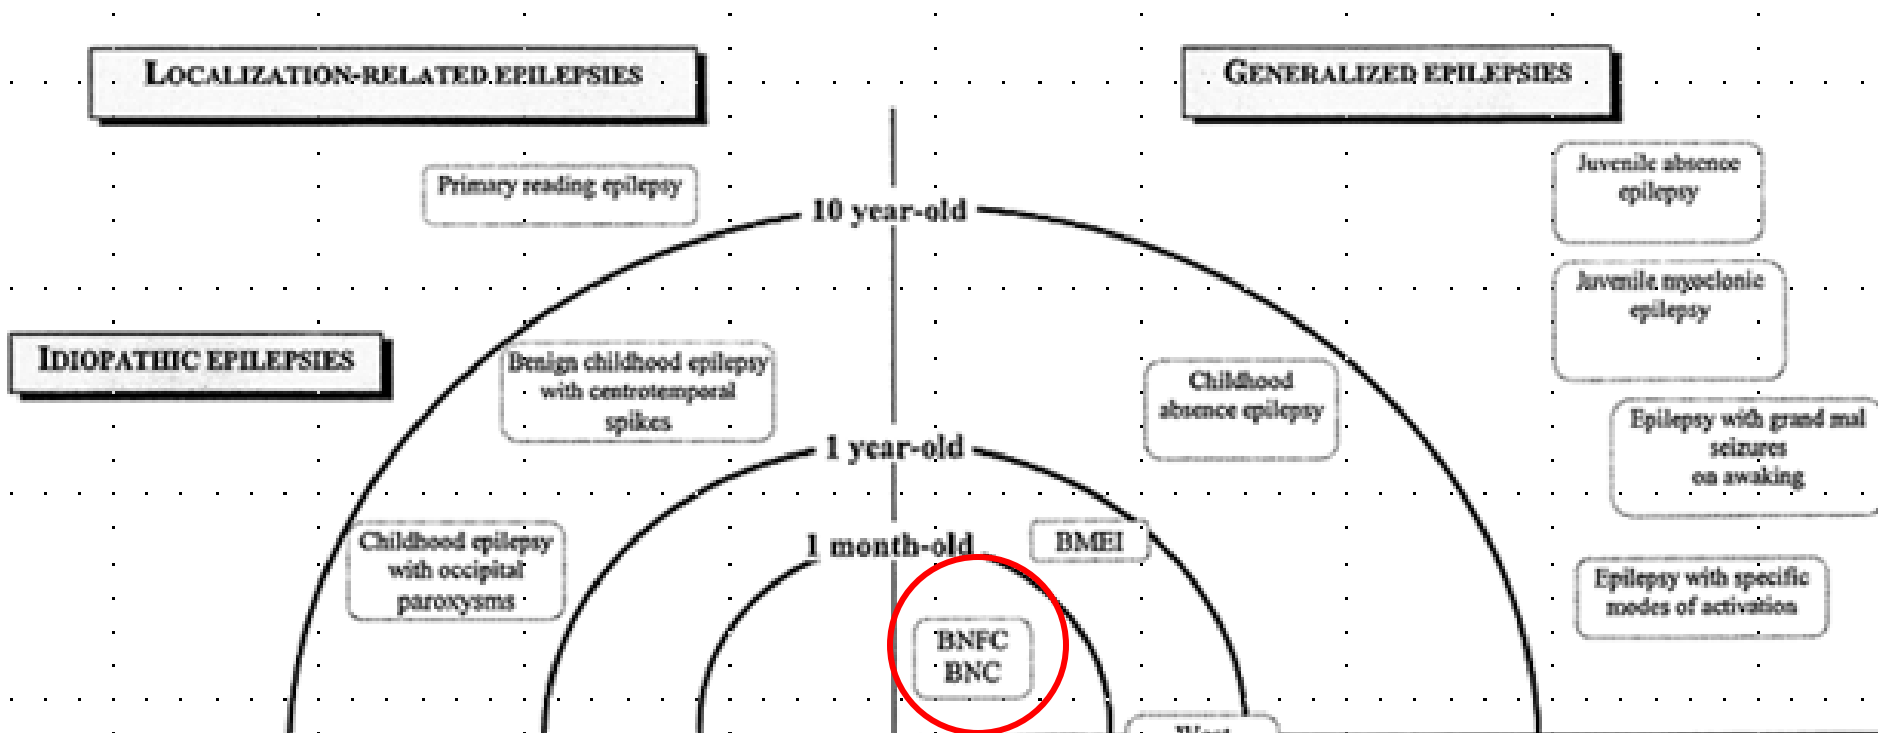 LOCALIZATION-RELATED EPILEPSIES
GENERALIZED EPILEPSIES
Primary reading epilepsy
10 year-old
Juvenile absence
epilepsy
Juvenile myoclonic
epilepsy
IDIOPATHIC EPILEPSIES
Benign childhood epilepsy
with centrotemporal
spikes
Childhood
absence epilepsy
Epilepsy with grand mal
seizures
on awaking
1 year-old
Childhood epilepsy
with occipital
paroxysms
1 month-old
BMEI
Epilepsy with specific
modes of activation
BNFC
BNC
West